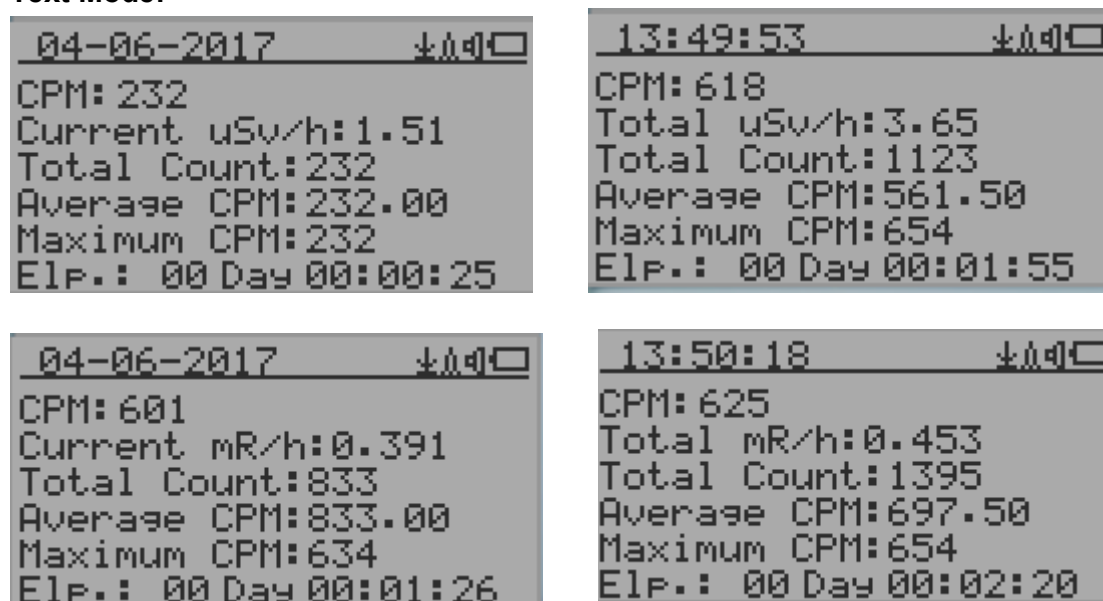 Text Mode:
04-06-2017
CPM:232
Current uSv/h:1.51
Total Count:232
Average CPM:232.00
Maximum CPM:232
Elp.: 00 Day 00:00:25
13:49:53
CPM:618
Total uSv/h:3.65
Total Count:1123
Average CPM:561.50
Maximum CPM:654
Elp.: 00 Day 00:01:55
04-06-2017
CPM:601
Current mR/h:0.391
Total Count:833
Average CPM:833.00
Maximum CPM:634
Elp.: 00 Day 00:01:26
13:50:18
CPM:625
Total mR/h:0.453
Total Count:1395
Average CPM:697.50
Maximum CPM:654
Elp.: 00 Day 00:02:20